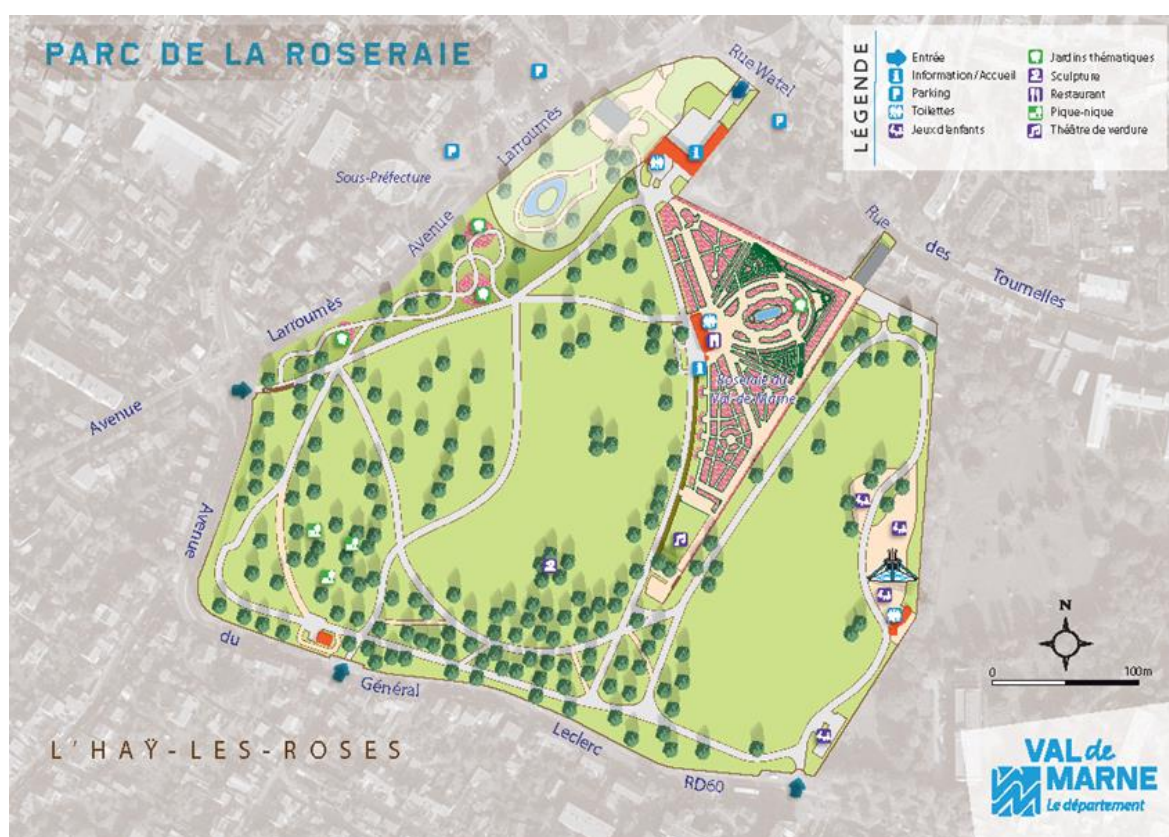 PARC DE LA ROSERAIE
LÉGENDE
Entrée
Information/Accueil
Parking
Toilettes
Jeux d'enfants
Jardins thématiques
Sculpture
Restaurant
Pique-nique
Théâtre de verdure
Rue Watel
Larroumès
Sous-Préfecture
Avenue
Rue des Tournelles
Larroumès
Avenue
Roseraie du
Val-de-Marne
Avenue
du
Général
Leclerc
RD60
N
0 100m
L'HAŸ-LES-ROSES
VAL de
MARNE
Le département